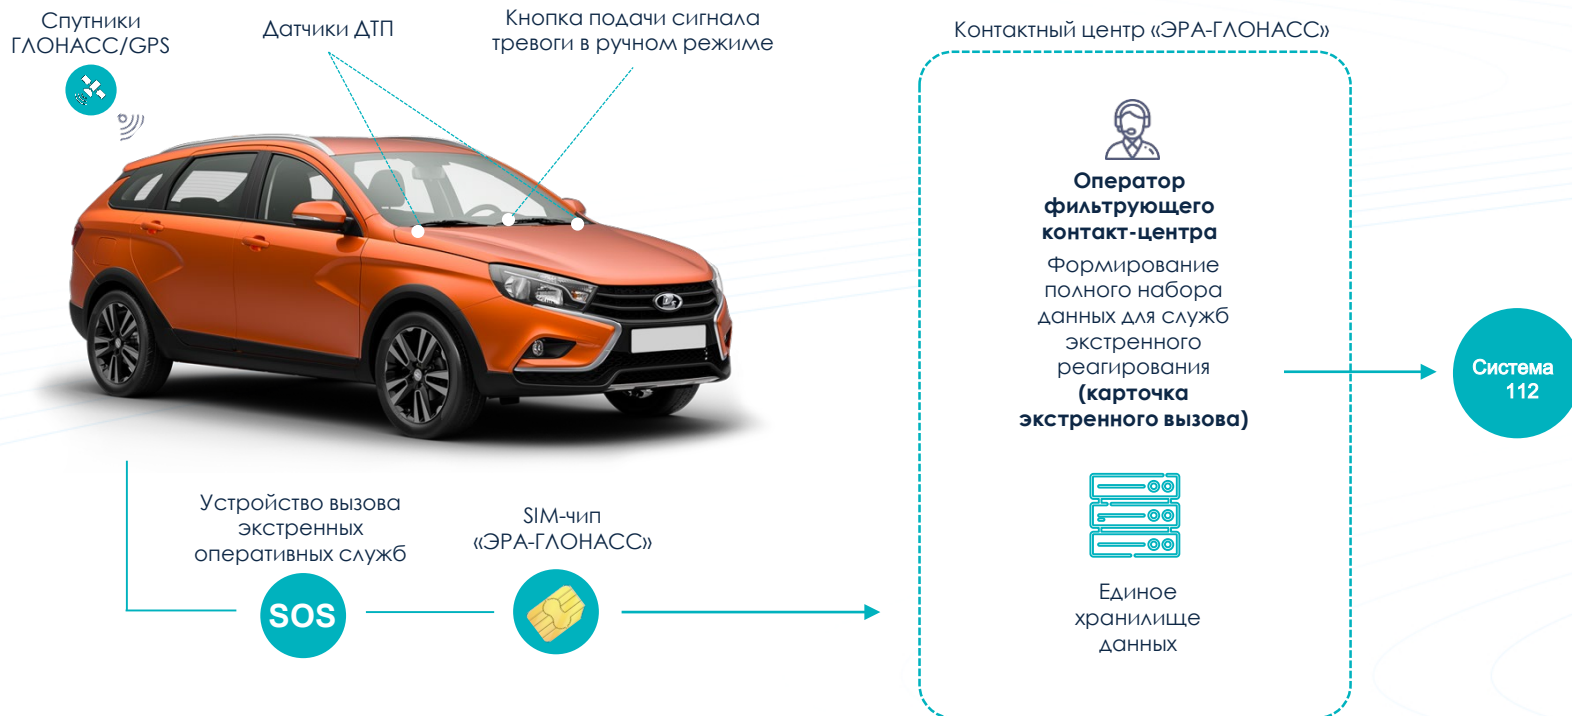 Спутники
ГЛОНАСС/GPS
Датчики ДТП
Кнопка подачи сигнала
тревоги в ручном режиме
Контактный центр «ЭРА-ГЛОНАСС»
Оператор
фильтрующего
контакт-центра
Формирование
полного набора
данных для служб
экстренного
реагирования
(карточка
экстренного вызова)
Система
112
Устройство вызова
экстренных
оперативных служб
SOS
SIM-чип
«ЭРА-ГЛОНАСС»
Единое
хранилище
данных